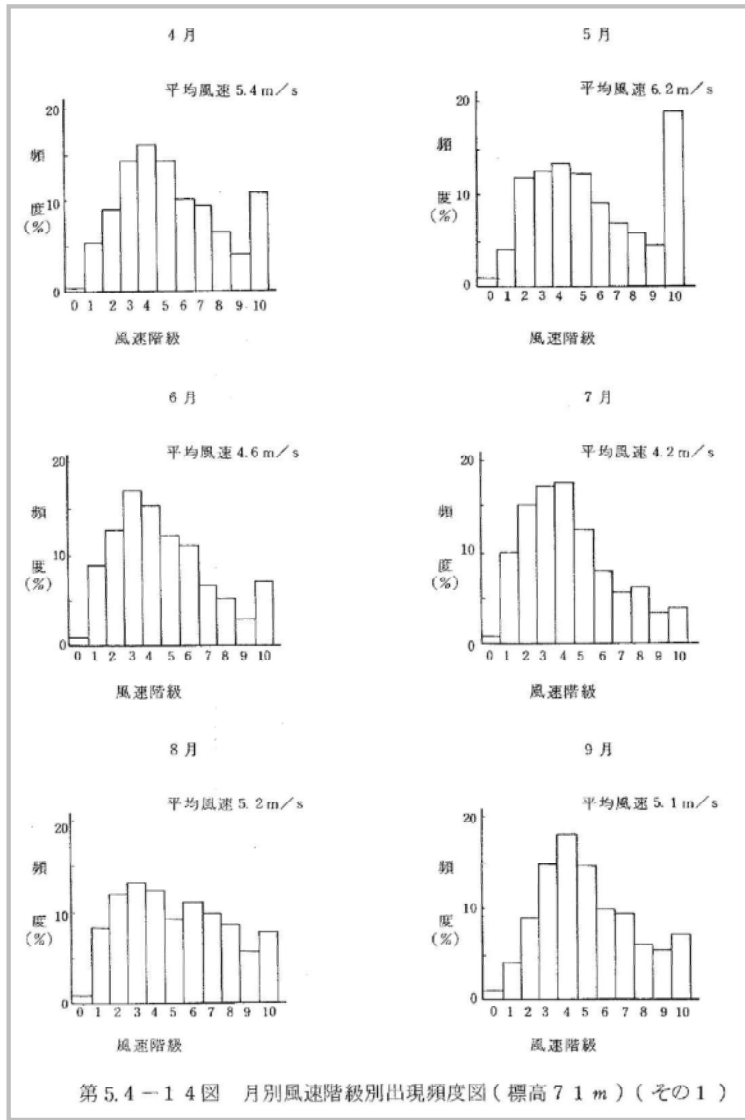 4月
平均風速5.4m/s
20
頻
10
度
(%)
0
0 1 2 3 4 5 6 7 8 9 10
風速階級
5月
平均風速6.2m/s
20
頻
10
度
(%)
0
0 1 2 3 4 5 6 7 8 9 10
風速階級
6月
平均風速4.6m/s
20
頻
10
度
(%)
0
0 1 2 3 4 5 6 7 8 9 10
風速階級
7月
平均風速4.2m/s
20
頻
10
度
(%)
0
0 1 2 3 4 5 6 7 8 9 10
風速階級
8月
平均風速5.2m/s
20
頻
10
度
(%)
0
0 1 2 3 4 5 6 7 8 9 10
風速階級
9月
平均風速5.1m/s
20
頻
10
度
(%)
0
0 1 2 3 4 5 6 7 8 9 10
風速階級
第5.4-14図 月別風速階級別出現頻度図(標高71m)(その1)